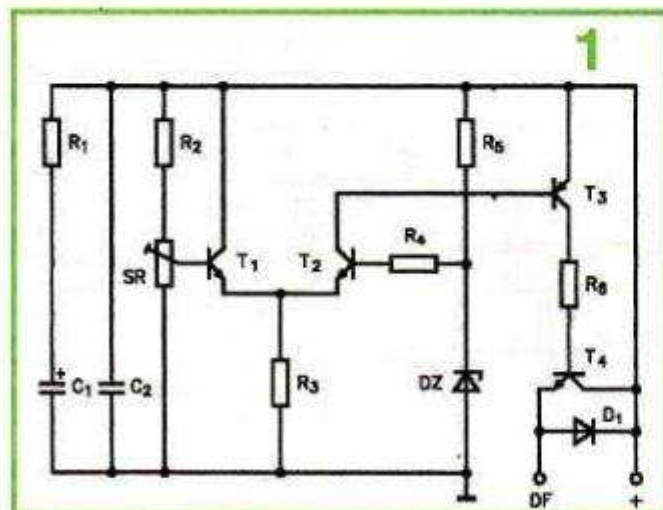 1
R1
R2
R5
T3
R4
SR
T1
T2
R6
+
C1
C2
R3
DZ
T4
D1
DF
+